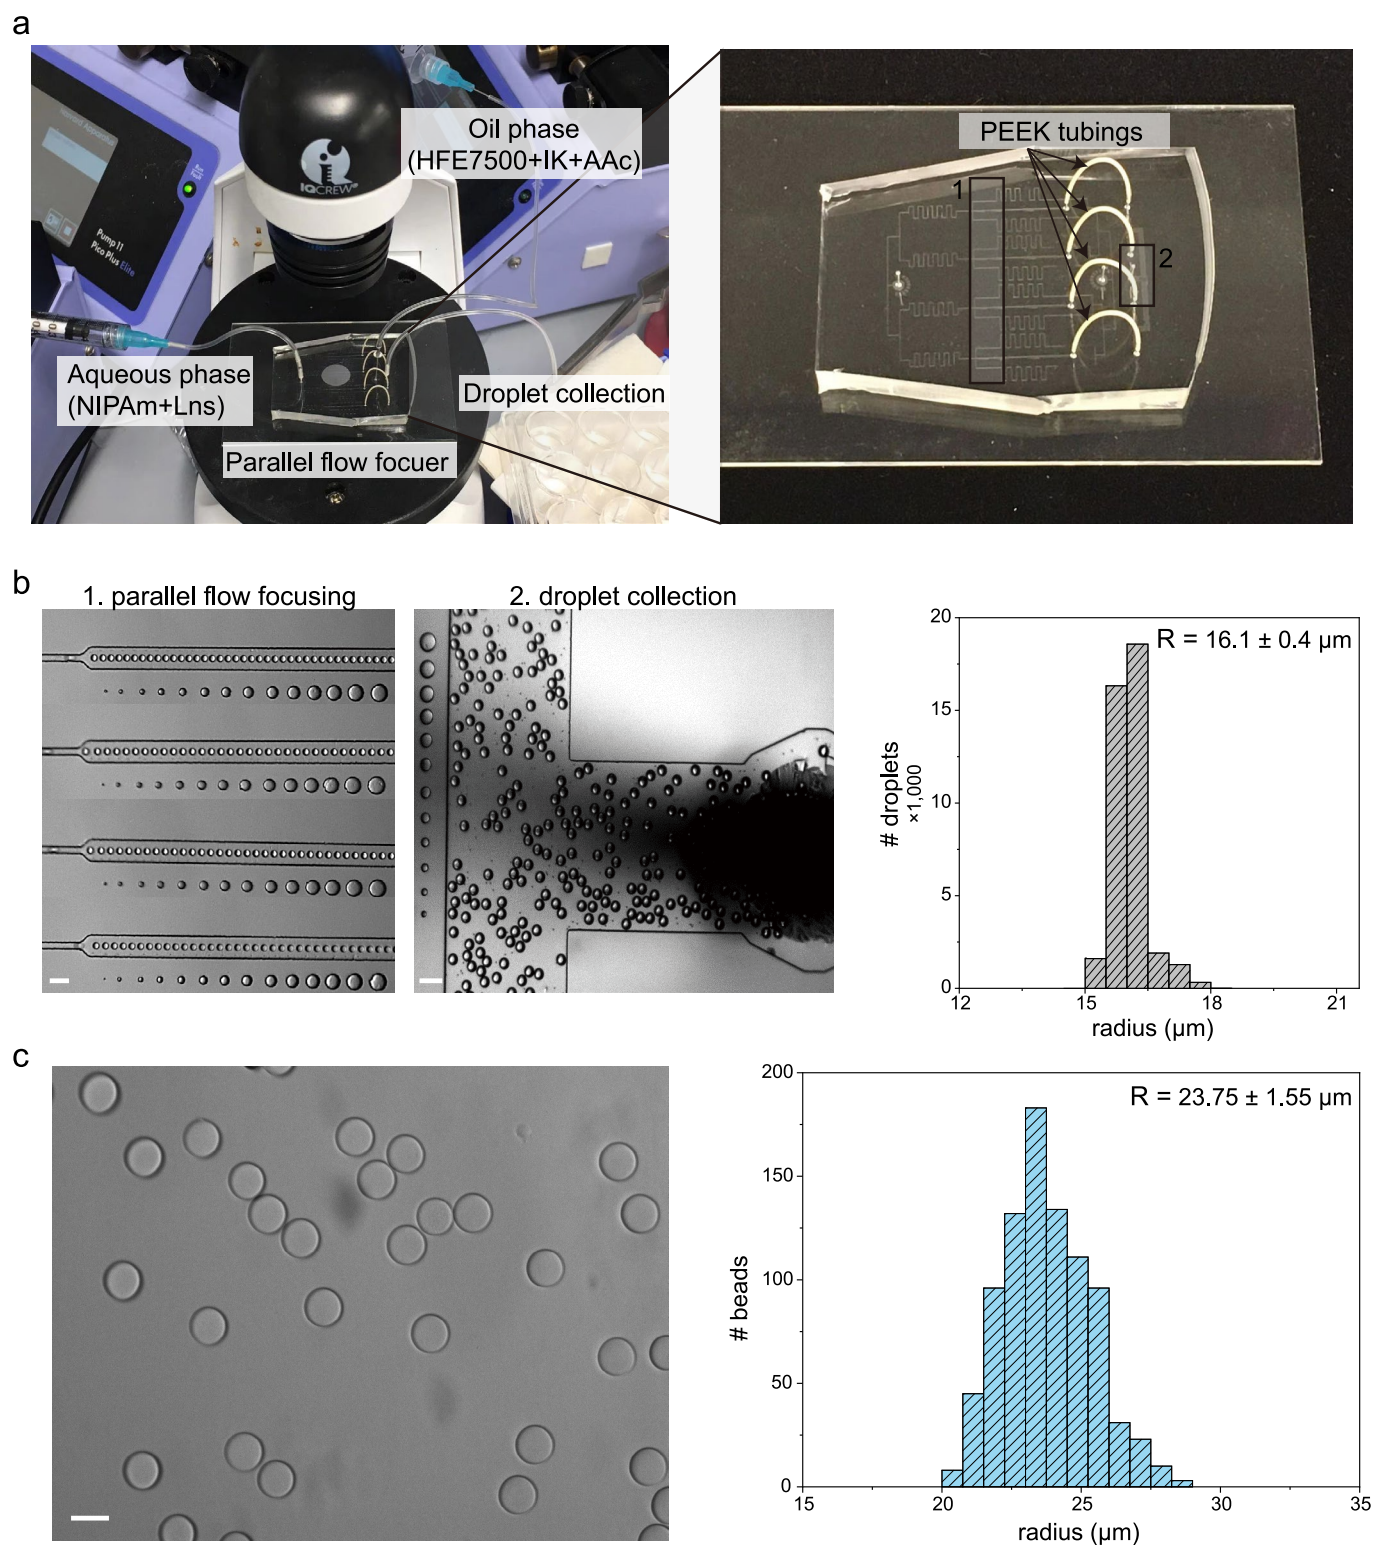 a
Oil phase
(HFE7500+IK+AAc)
IQCREW
Pump 11
Pico Plus Elite
Aqueous phase
(NIPAm+Lns)
Droplet collection
Parallel flow focuer
PEEK tubings
1
2
b
1. parallel flow focusing
2. droplet collection
R = 16.1 ± 0.4 µm
# droplets
×1,000
20
15
10
5
0
12
15
18
21
radius (µm)
c
R = 23.75 ± 1.55 µm
# beads
200
150
100
50
0
15
20
25
30
35
radius (µm)